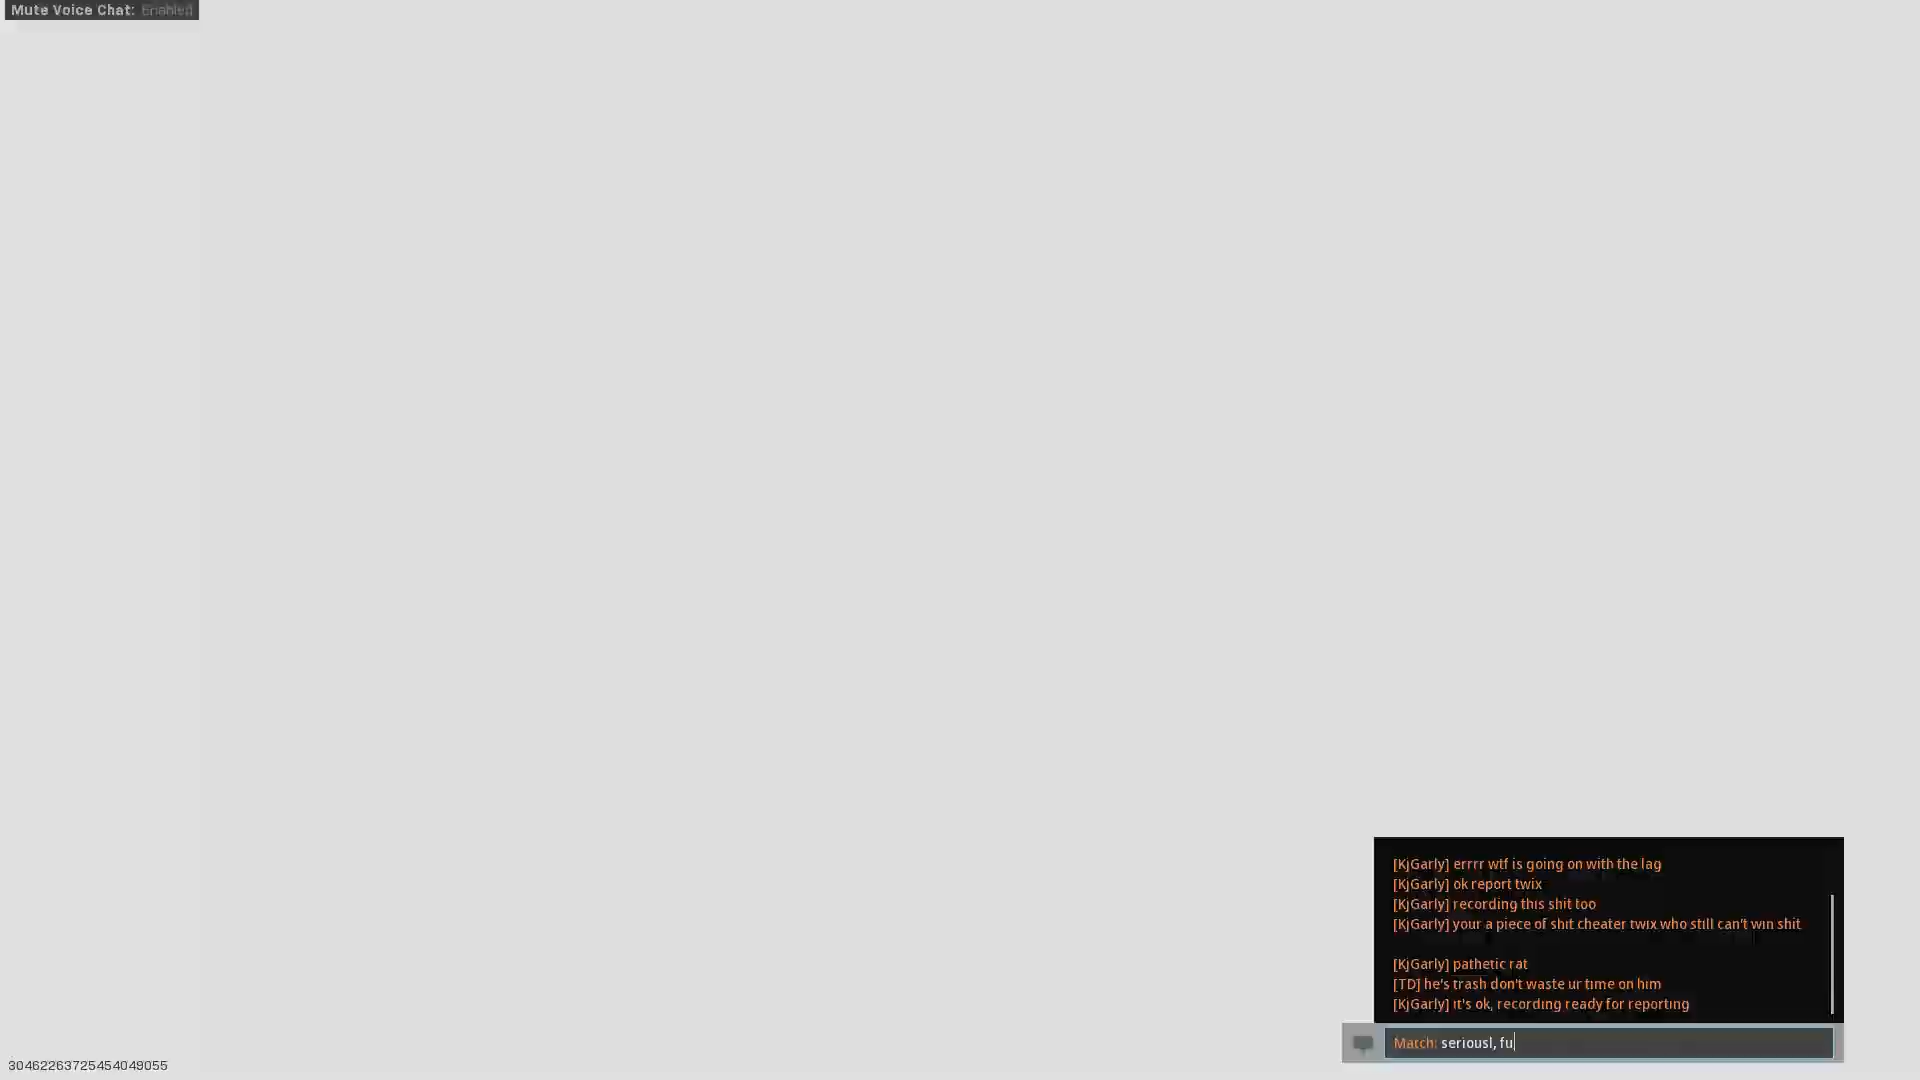 Mute Voice Chat: Enabled
[KjGarly] errrr wtf is going on with the lag
[KjGarly] ok report twix
[KjGarly] recording this shit too
[KjGarly] your a piece of shit cheater twix who still can't win shit
[KjGarly] pathetic rat
[TD] he's trash don't waste ur time on him
[KjGarly] it's ok, recording ready for reporting
Match: seriousl, fu
30462263725454049055